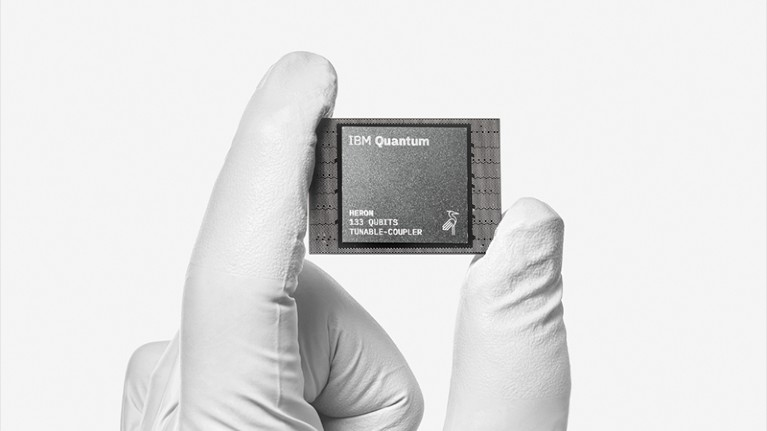 IBM Quantum
HERON
133 QUBITS
TUNABLE-COUPLER